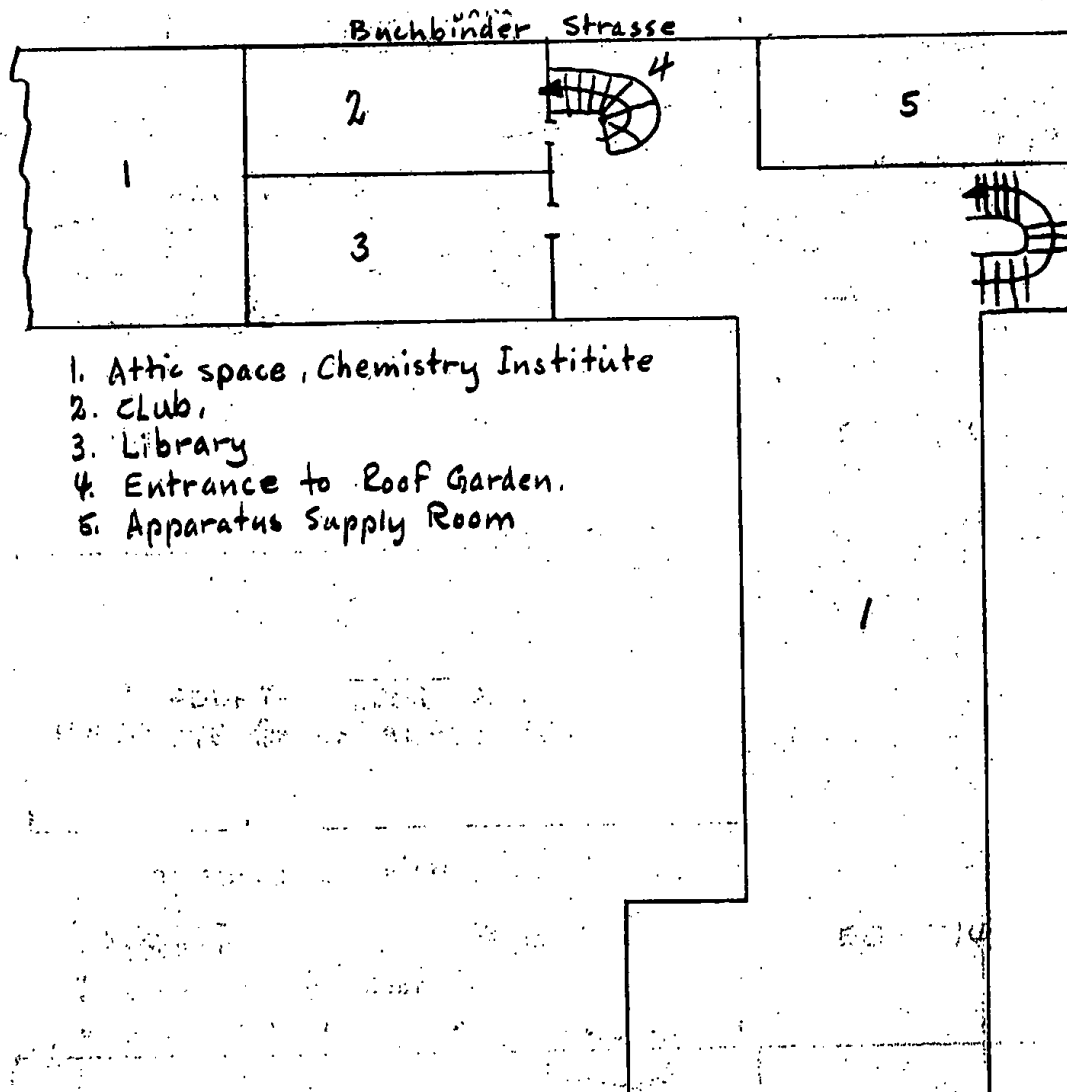 Buchbinder Strasse
2
4
5
1
3
1. Attic space, Chemistry Institute
2. Club,
3. Library
4. Entrance to Roof Garden.
5. Apparatus Supply Room
1